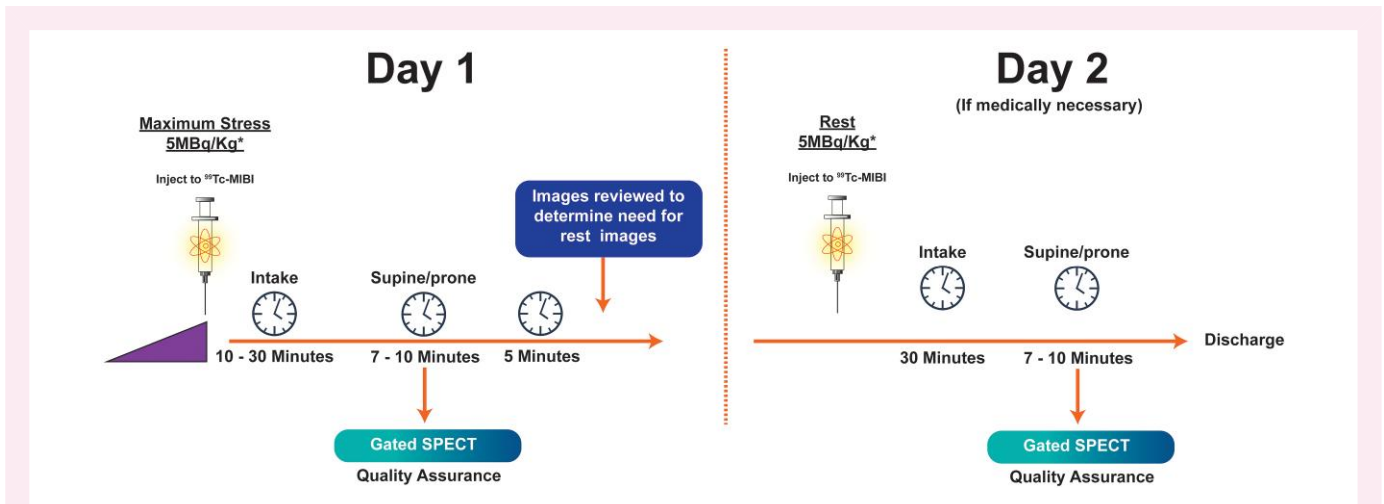 Day 1
Maximum Stress
5MBq/Kg*
Inject to ⁹⁹Tc-MIBI
Images reviewed to
determine need for
rest images
Intake
Supine/prone
10 - 30 Minutes
7 - 10 Minutes
5 Minutes
Gated SPECT
Quality Assurance
Day 2
(If medically necessary)
Rest
5MBq/Kg*
Inject to ⁹⁹Tc-MIBI
Intake
Supine/prone
30 Minutes
7 - 10 Minutes
Discharge
Gated SPECT
Quality Assurance